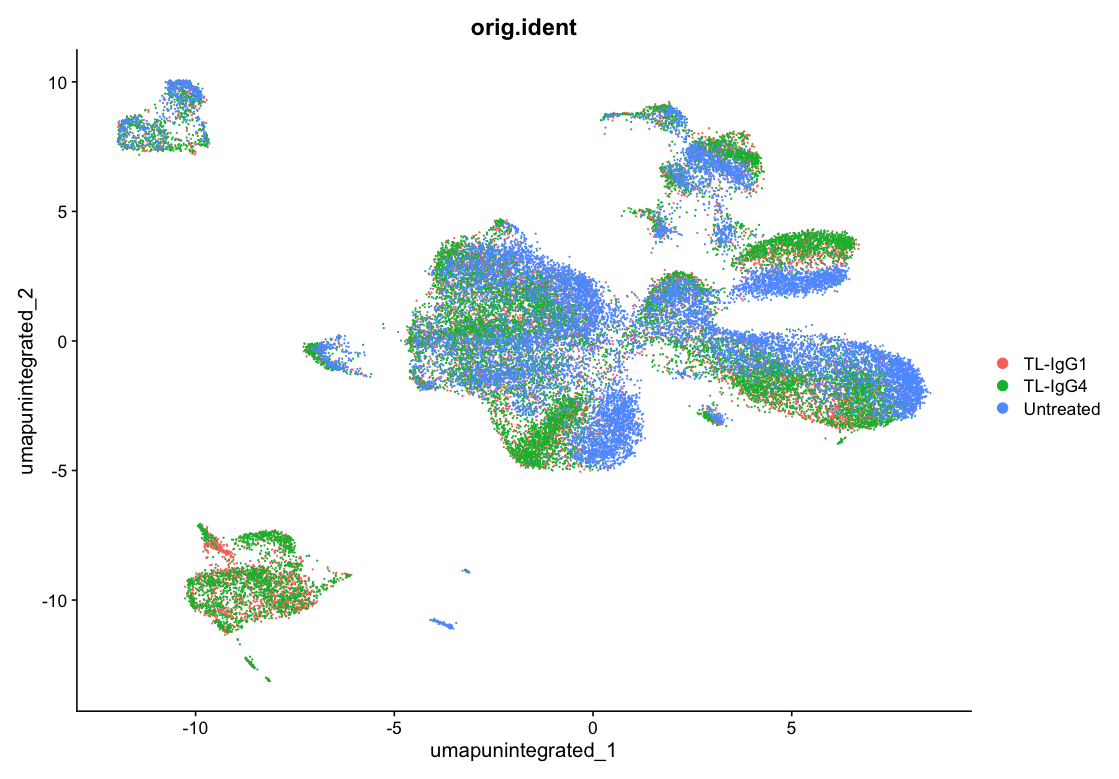 orig.ident
10
5
0
-5
-10
umapunintegrated_2
-10
-5
0
5
umapunintegrated_1
TL-IgG1
TL-IgG4
Untreated